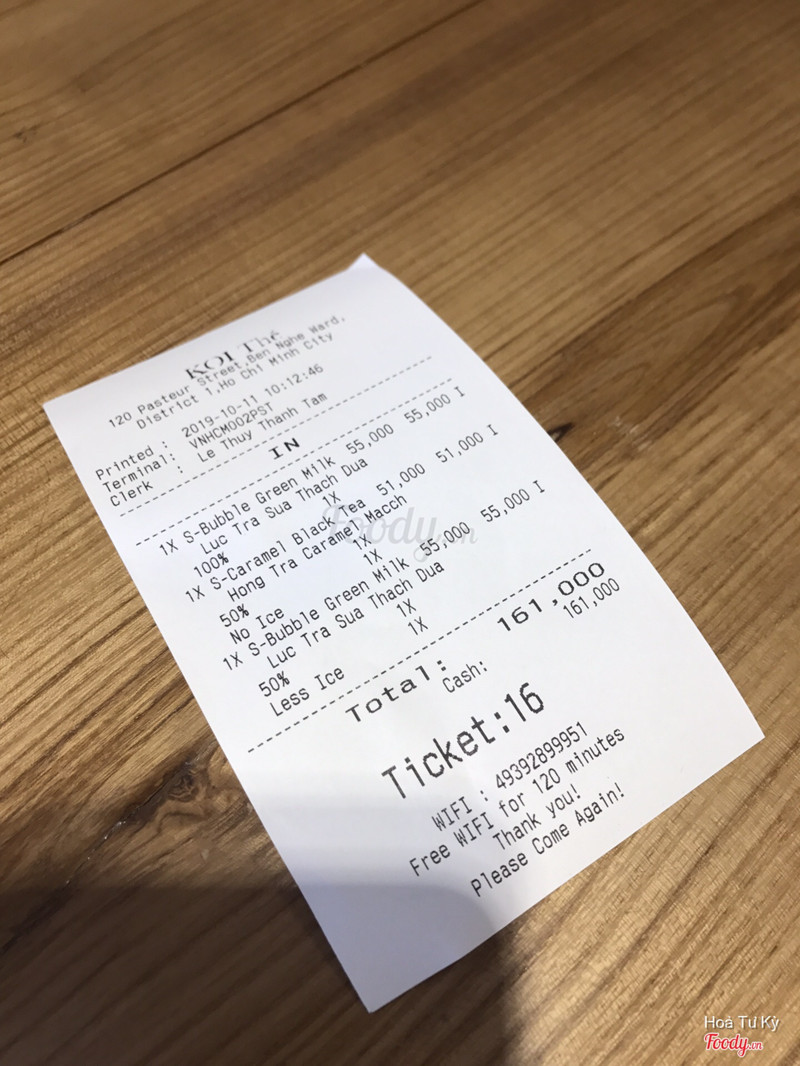 KOI Thé
120 Pasteur Street,Ben Nghe Ward,
District 1,Ho Chi Minh City
Printed : 2019-10-11 10:12:46
Terminal: VNHCM002PST
Clerk : Le Thuy Thanh Tam
IN
1X S-Bubble Green Milk 55,000 55,000 I
Luc Tra Sua Thach Dua
100% 1X
1X S-Caramel Black Tea 51,000 51,000 I
Hong Tra Caramel Macch
50% 1X
No Ice 1X
1X S-Bubble Green Milk 55,000 55,000 I
Luc Tra Sua Thach Dua
50% 1X
Less Ice 1X
Total: 161,000
Cash: 161,000
Ticket:16
WIFI : 49392899951
Free WIFI for 120 minutes
Thank you!
Please Come Again!
Foody.vn
Hoả Tư Kỳ
Foody.vn